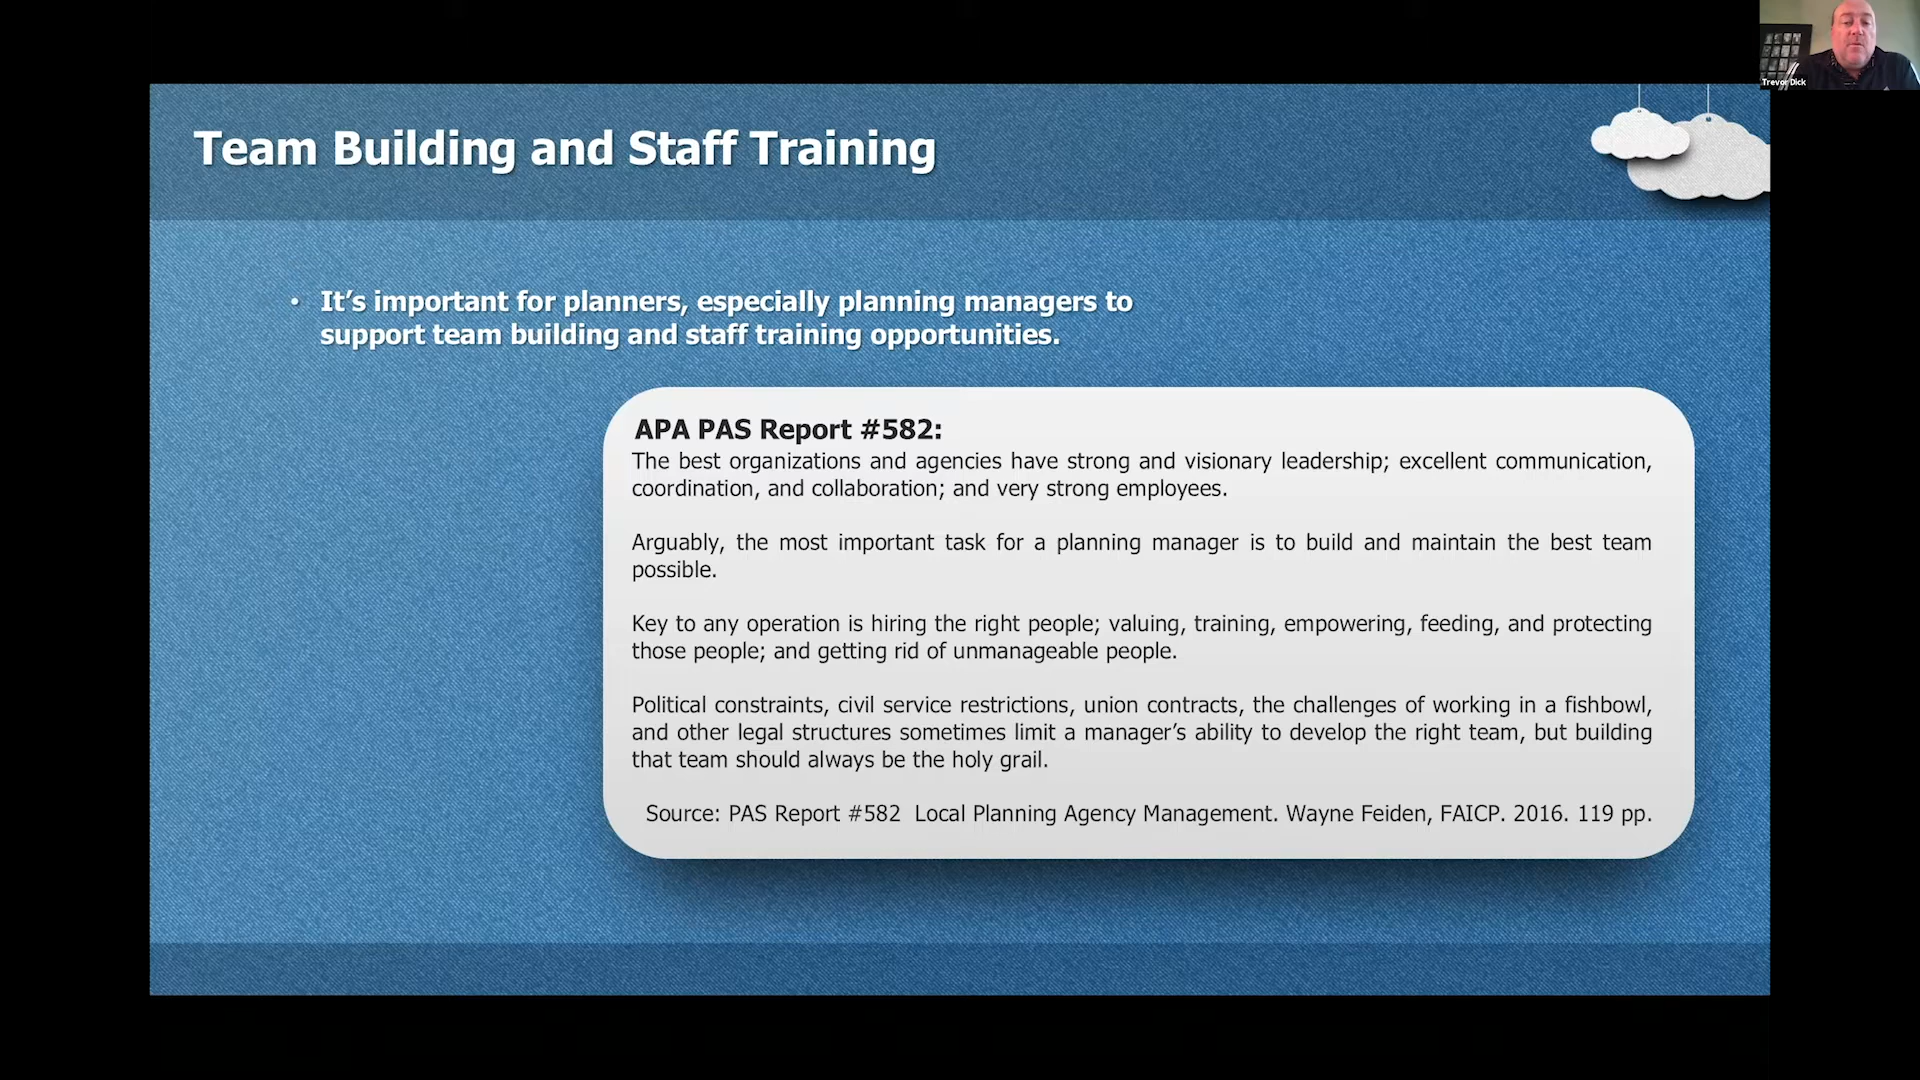 Trevor Dick
Team Building and Staff Training
• It’s important for planners, especially planning managers to
support team building and staff training opportunities.
APA PAS Report #582:
The best organizations and agencies have strong and visionary leadership; excellent communication,
coordination, and collaboration; and very strong employees.
Arguably, the most important task for a planning manager is to build and maintain the best team
possible.
Key to any operation is hiring the right people; valuing, training, empowering, feeding, and protecting
those people; and getting rid of unmanageable people.
Political constraints, civil service restrictions, union contracts, the challenges of working in a fishbowl,
and other legal structures sometimes limit a manager’s ability to develop the right team, but building
that team should always be the holy grail.
Source: PAS Report #582  Local Planning Agency Management. Wayne Feiden, FAICP. 2016. 119 pp.